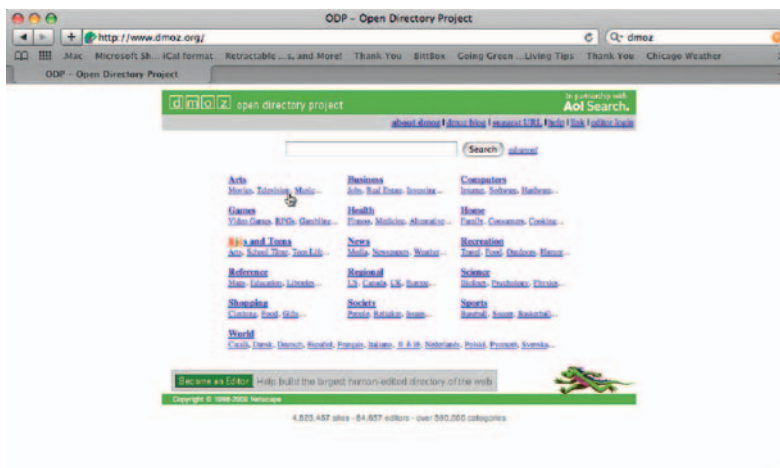 ODP – Open Directory Project
http://www.dmoz.org/
dmoz
.Mac Microsoft Sh... iCal format Retractable ...s, and More! Thank You BittBox Going Green ...Living Tips Thank You Chicago Weather
ODP – Open Directory Project
dmoz open directory project
In partnership with
Aol Search.
about dmoz | dmoz blog | suggest URL | help | link | editor login
Search advanced
Arts Business Computers
Movies, Television, Music... Jobs, Real Estate, Investing... Internet, Software, Hardware...
Games Health Home
Video Games, RPGs, Gambling... Fitness, Medicine, Alternative... Family, Consumers, Cooking...
Kids and Teens News Recreation
Arts, School Time, Teen Life... Media, Newspapers, Weather... Travel, Food, Outdoors, Humor...
Reference Regional Science
Maps, Education, Libraries... US, Canada, UK, Europe... Biology, Psychology, Physics...
Shopping Society Sports
Clothing, Food, Gifts... People, Religion, Issues... Baseball, Soccer, Basketball...
World
Català, Dansk, Deutsch, Español, Français, Italiano, Nederlands, Polski, Svenska...
Become an Editor Help build the largest human-edited directory of the web
Copyright © Netscape
editors - over 590,000 categories